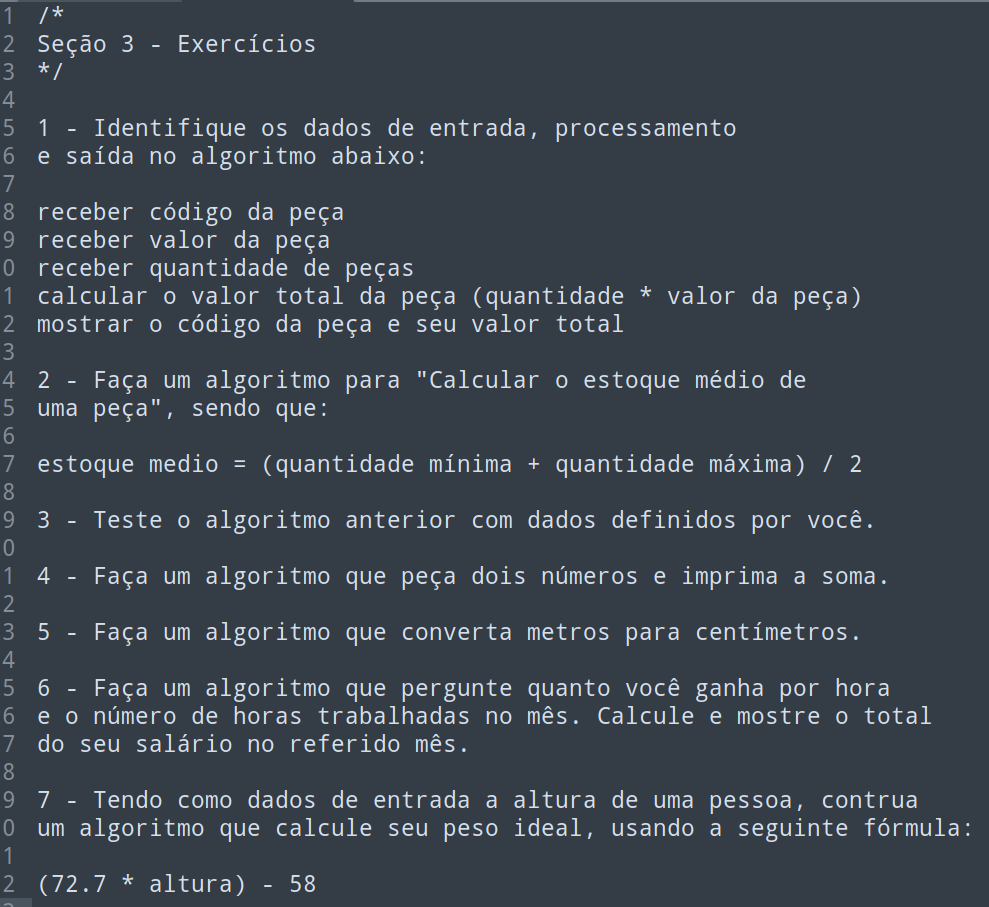 1 /*
2 Seção 3 - Exercícios
3 */
4
5 1 - Identifique os dados de entrada, processamento
6 e saída no algoritmo abaixo:
7
8 receber código da peça
9 receber valor da peça
0 receber quantidade de peças
1 calcular o valor total da peça (quantidade * valor da peça)
2 mostrar o código da peça e seu valor total
3
4 2 - Faça um algoritmo para "Calcular o estoque médio de
5 uma peça", sendo que:
6
7 estoque medio = (quantidade mínima + quantidade máxima) / 2
8
9 3 - Teste o algoritmo anterior com dados definidos por você.
0
1 4 - Faça um algoritmo que peça dois números e imprima a soma.
2
3 5 - Faça um algoritmo que converta metros para centímetros.
4
5 6 - Faça um algoritmo que pergunte quanto você ganha por hora
6 e o número de horas trabalhadas no mês. Calcule e mostre o total
7 do seu salário no referido mês.
8
9 7 - Tendo como dados de entrada a altura de uma pessoa, contrua
0 um algoritmo que calcule seu peso ideal, usando a seguinte fórmula:
1
2 (72.7 * altura) - 58